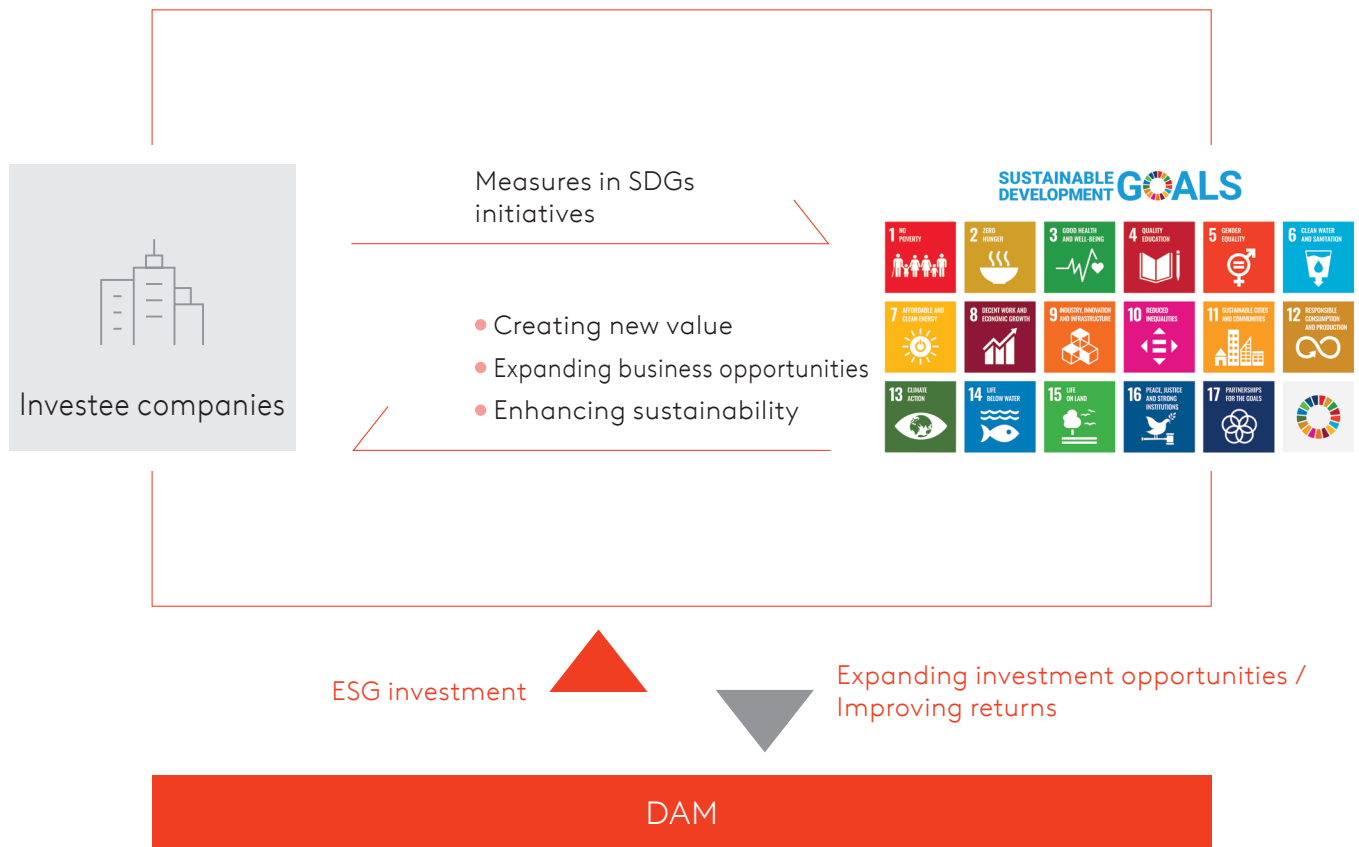 Measures in SDGs
initiatives
SUSTAINABLE
DEVELOPMENT
GOALS
1 NO
POVERTY
2 ZERO
HUNGER
3 GOOD HEALTH
AND WELL-BEING
4 QUALITY
EDUCATION
5 GENDER
EQUALITY
6 CLEAN WATER
AND SANITATION
7 AFFORDABLE AND
CLEAN ENERGY
8 DECENT WORK AND
ECONOMIC GROWTH
9 INDUSTRY, INNOVATION
AND INFRASTRUCTURE
10 REDUCED
INEQUALITIES
11 SUSTAINABLE CITIES
AND COMMUNITIES
12 RESPONSIBLE
CONSUMPTION
AND PRODUCTION
13 CLIMATE
ACTION
14 LIFE
BELOW WATER
15 LIFE
ON LAND
16 PEACE, JUSTICE
AND STRONG
INSTITUTIONS
17 PARTNERSHIPS
FOR THE GOALS
Investee companies
• Creating new value
• Expanding business opportunities
• Enhancing sustainability
ESG investment
Expanding investment opportunities /
Improving returns
DAM